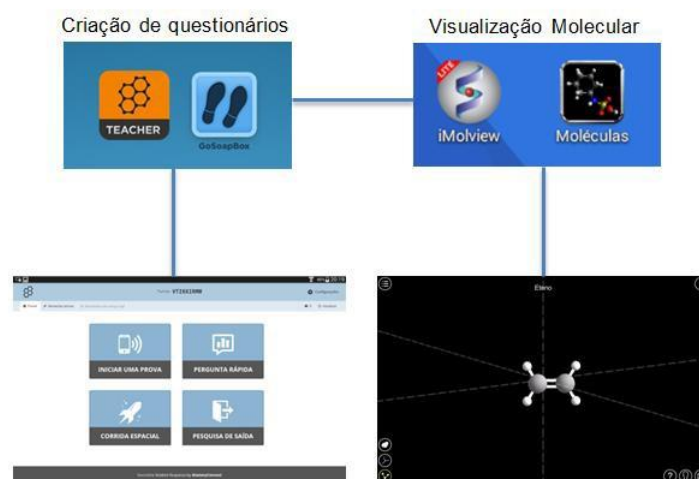 Criação de questionários
Visualização Molecular
TEACHER
GoSoapBox
LITE
iMolview
Moléculas
Configurações
INICIAR UMA PROVA
PERGUNTA RÁPIDA
CORRIDA ESPACIAL
PESQUISA DE SAÍDA
Eteno